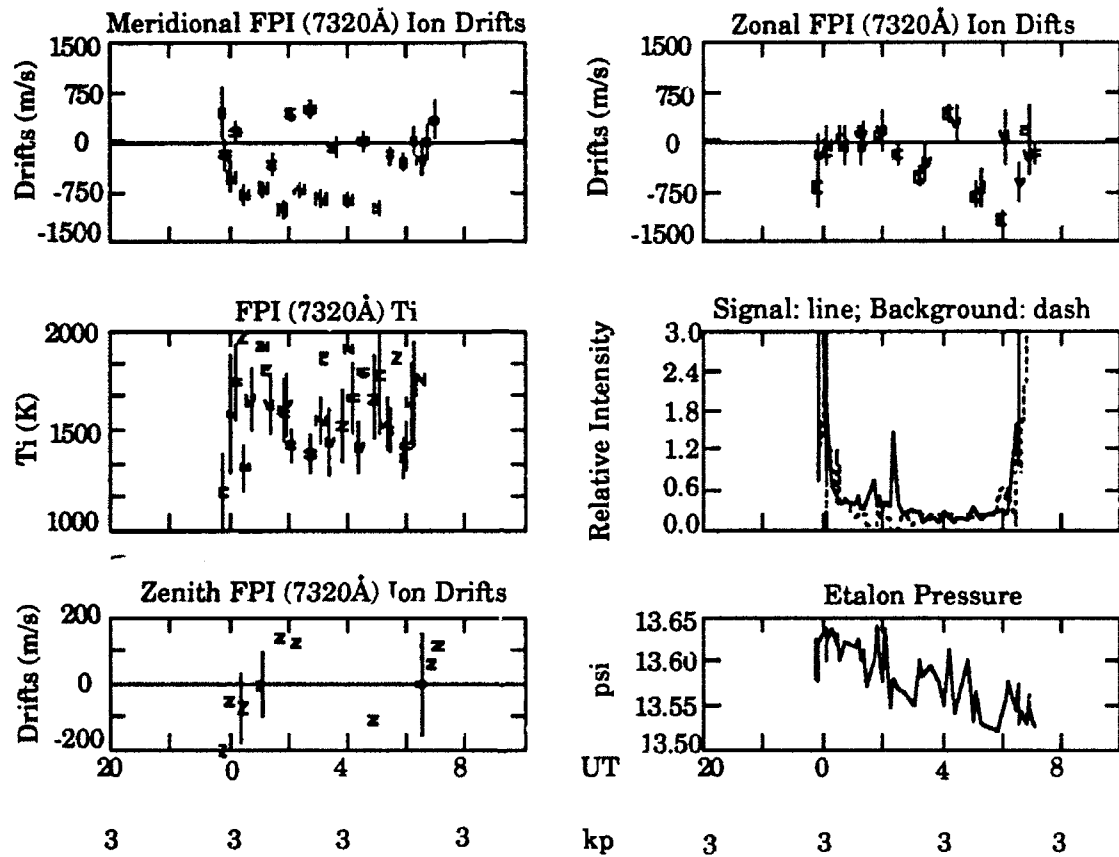 Meridional FPI (7320Å) Ion Drifts
1500
750
0
-750
-1500
Drifts (m/s)
Zonal FPI (7320Å) Ion Difts
1500
750
0
-750
-1500
Drifts (m/s)
FPI (7320Å) Ti
2000
1500
1000
Ti (K)
Signal: line; Background: dash
3.0
2.4
1.8
1.2
0.6
0.0
Relative Intensity
Zenith FPI (7320Å) Ion Drifts
200
0
-200
Drifts (m/s)
Etalon Pressure
13.65
13.60
13.55
13.50
psi
20 0 4 8 UT 20 0 4 8
3 3 3 3 kp 3 3 3 3